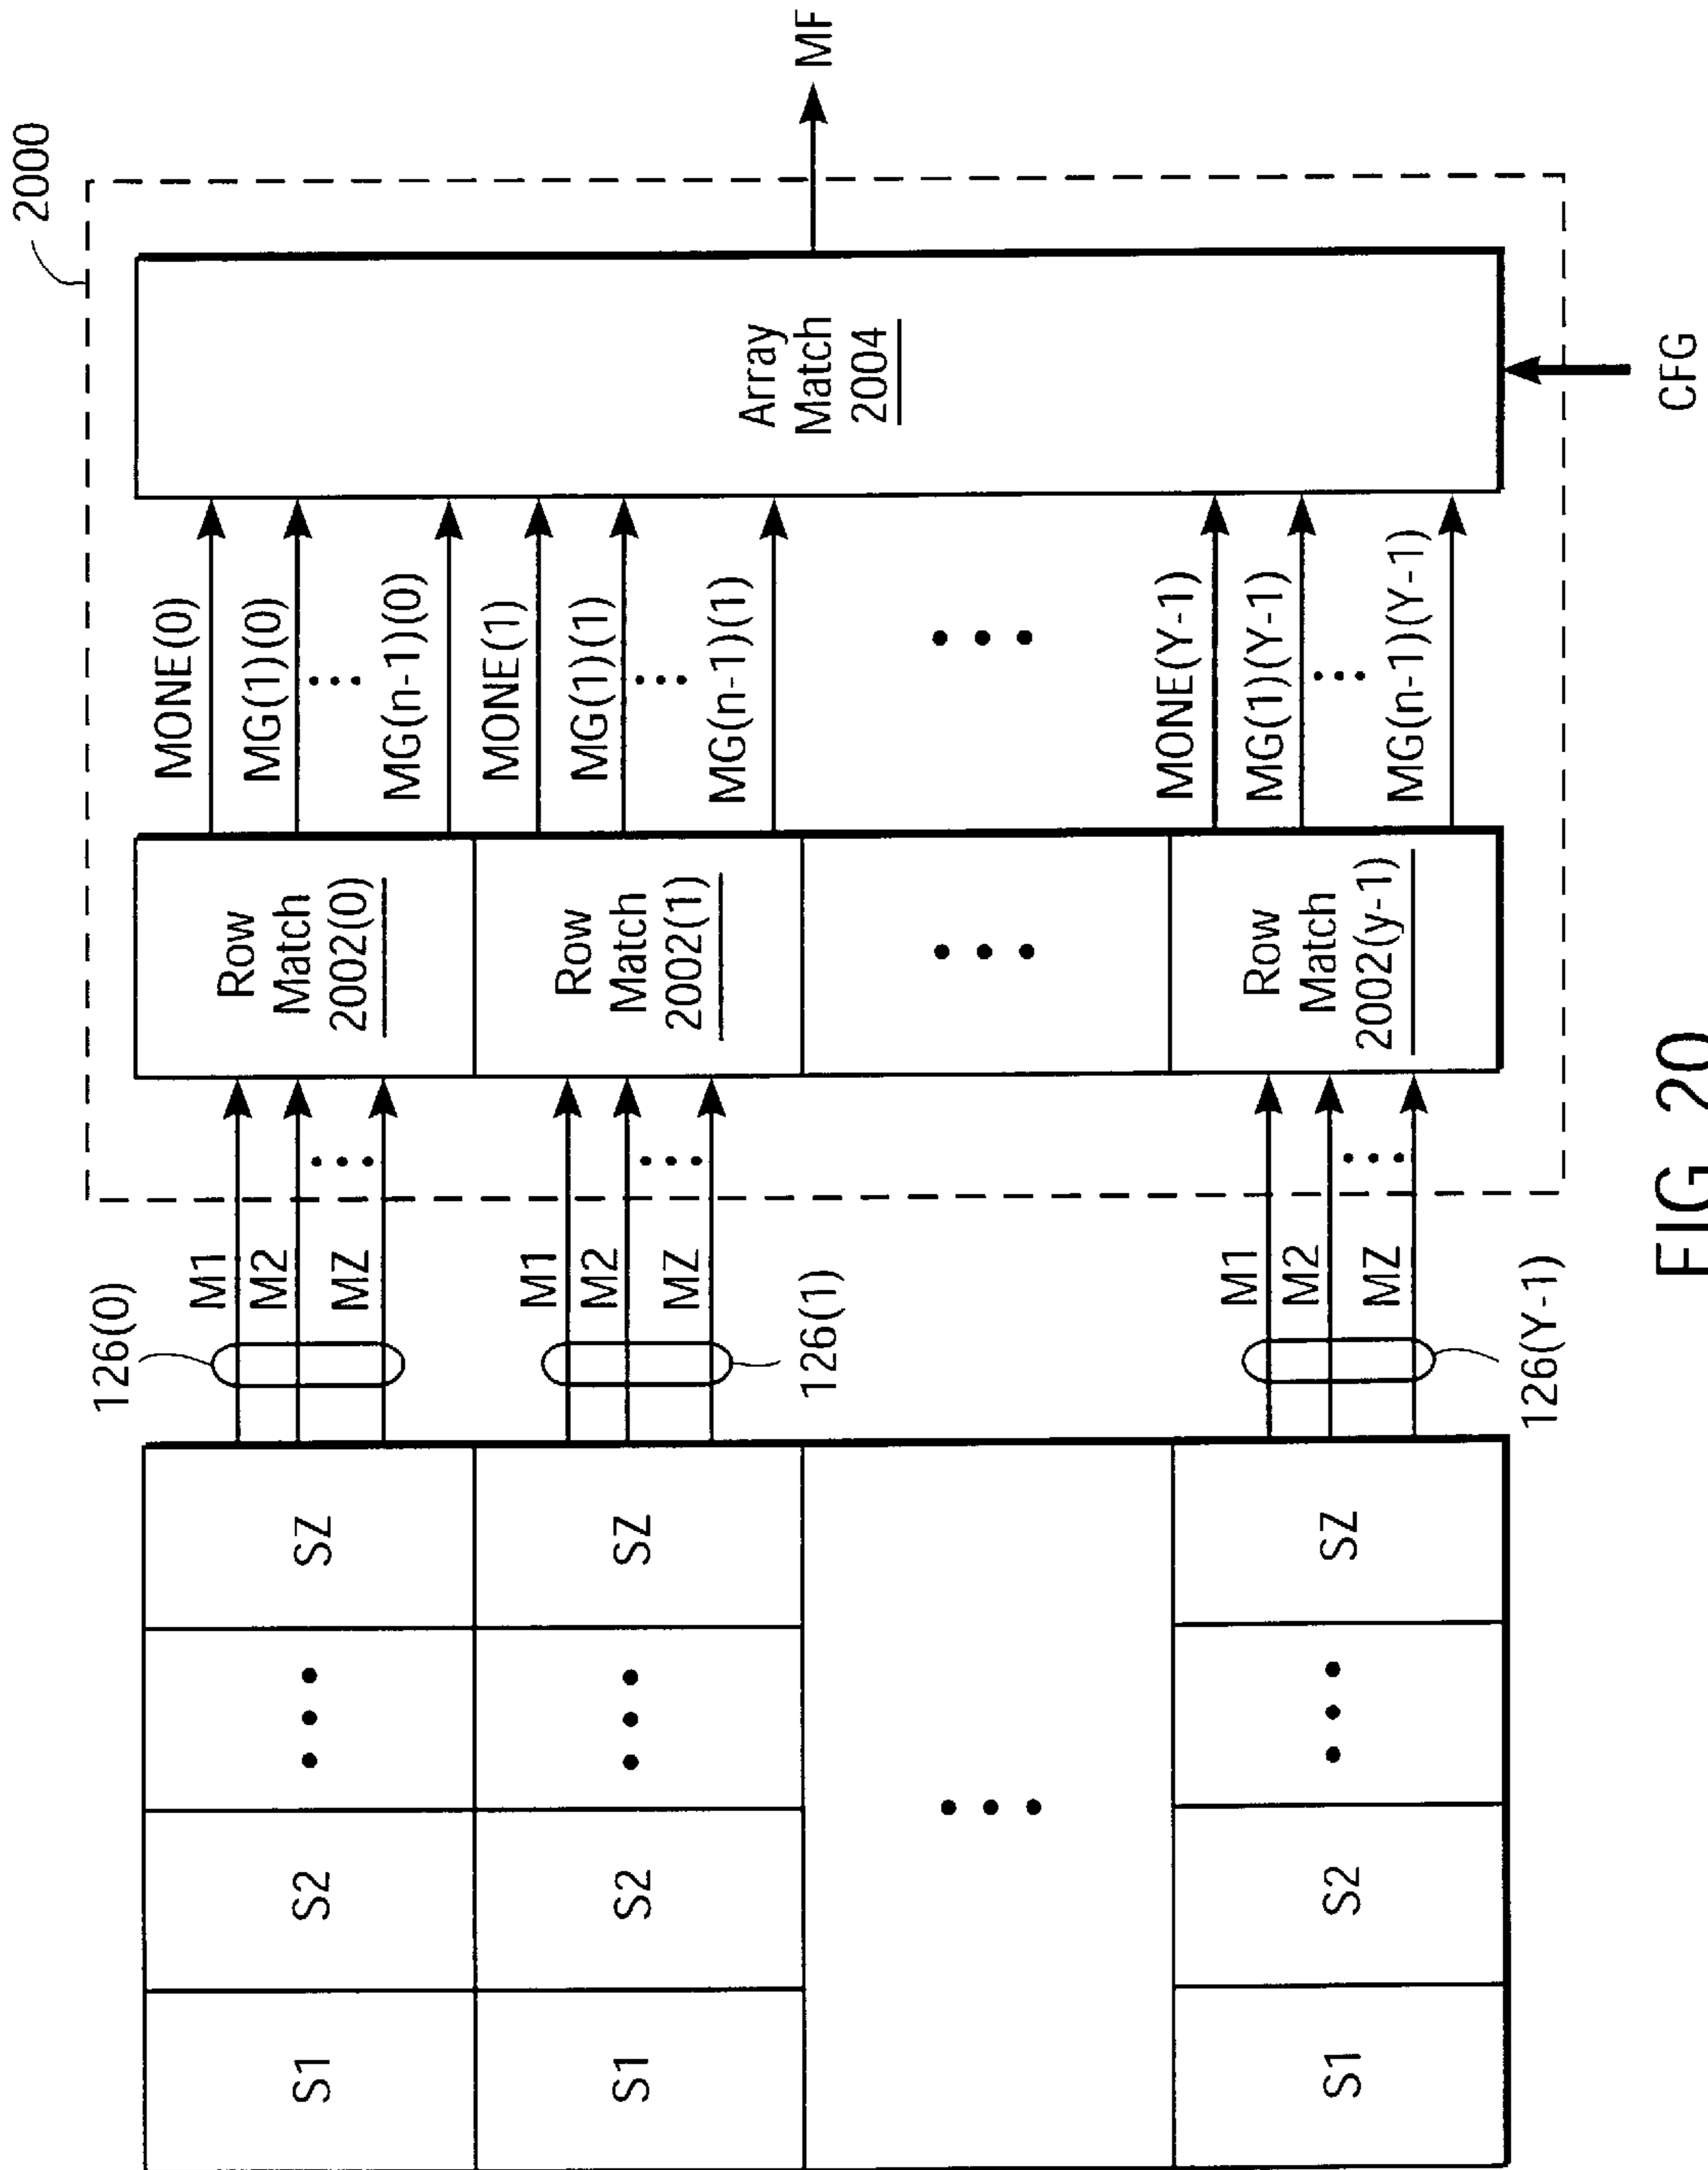 2000
126(0)
M1
M2
MZ
Row
Match
2002(0)
MONE(0)
MG(1)(0)
MG(n-1)(0)
S1
S2
SZ
126(1)
M1
M2
MZ
Row
Match
2002(1)
MONE(1)
MG(1)(1)
MG(n-1)(1)
S1
S2
SZ
Array
Match
2004
MF
126(Y-1)
M1
M2
MZ
Row
Match
2002(y-1)
MONE(Y-1)
MG(1)(Y-1)
MG(n-1)(Y-1)
S1
S2
SZ
CFG
FIG. 20